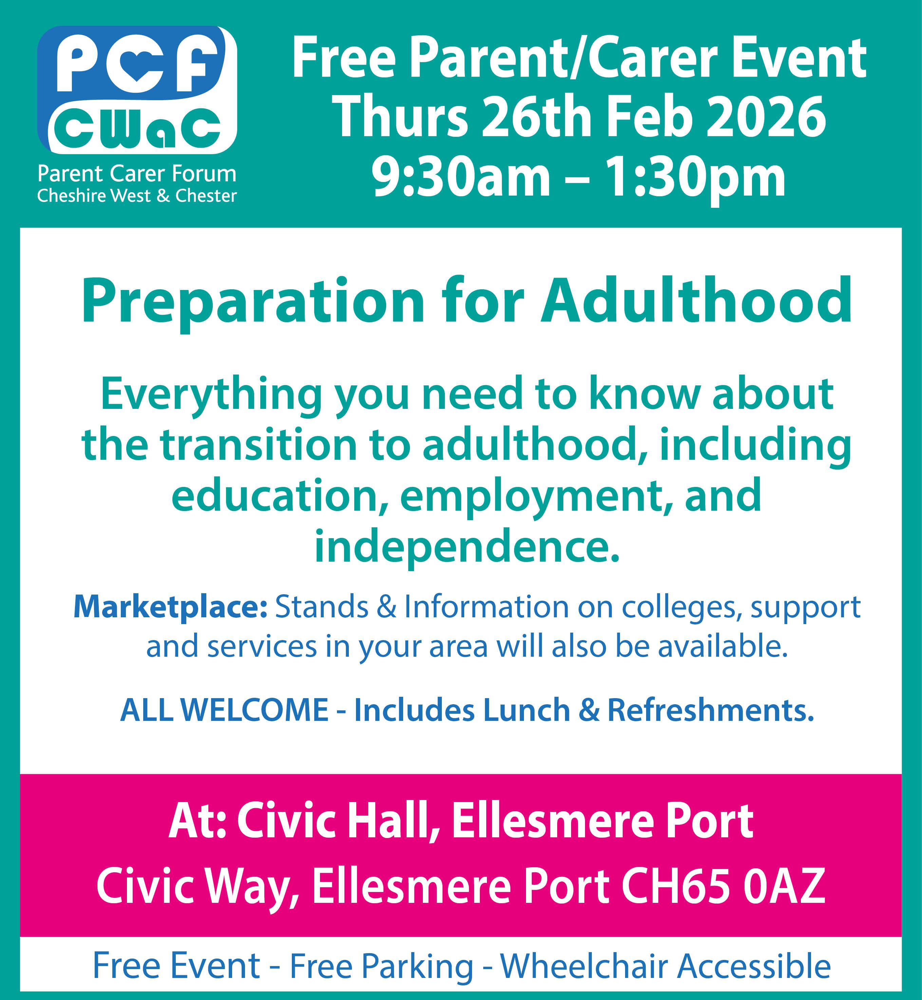 PCF
CWaC
Parent Carer Forum
Cheshire West & Chester
Free Parent/Carer Event
Thurs 26th Feb 2026
9:30am – 1:30pm
Preparation for Adulthood
Everything you need to know about
the transition to adulthood, including
education, employment, and
independence.
Marketplace: Stands & Information on colleges, support
and services in your area will also be available.
ALL WELCOME - Includes Lunch & Refreshments.
At: Civic Hall, Ellesmere Port
Civic Way, Ellesmere Port CH65 0AZ
Free Event - Free Parking - Wheelchair Accessible